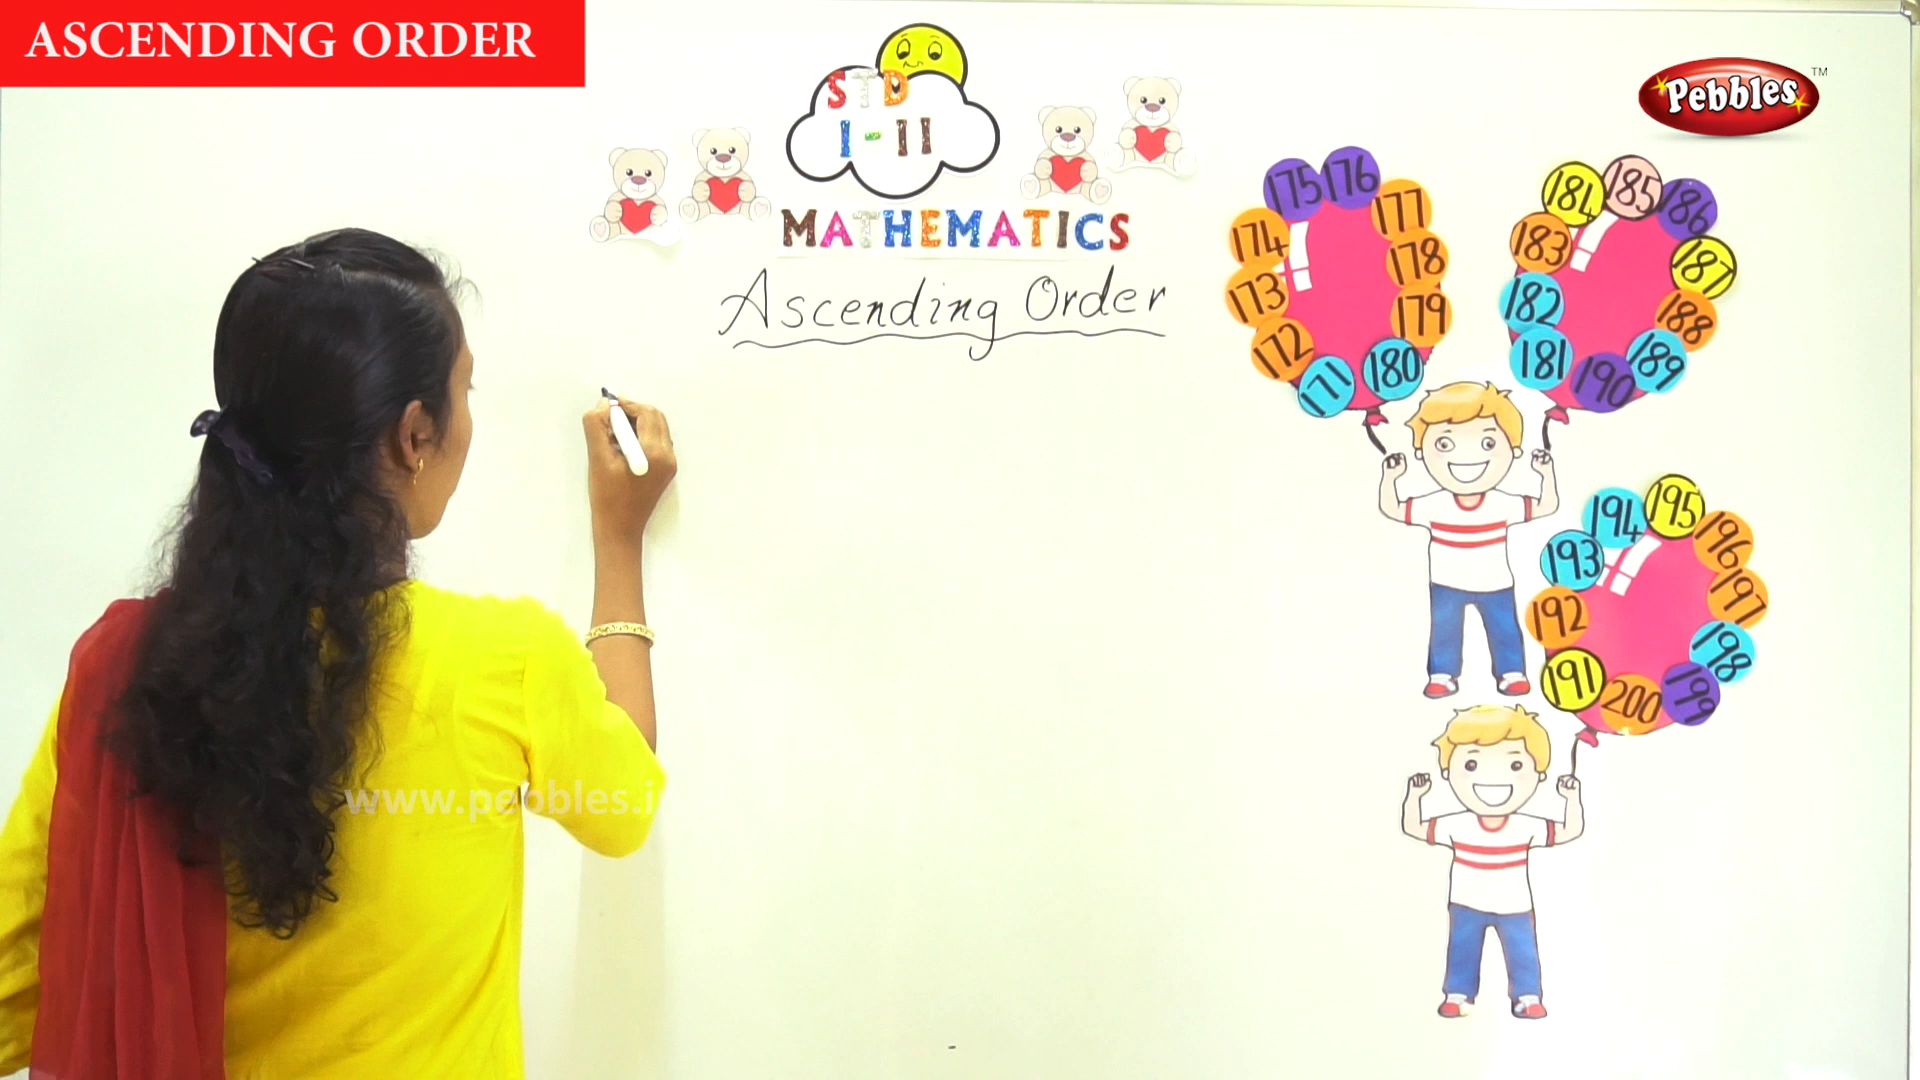 ASCENDING ORDER
STD
I-II
MATHEMATICS
Ascending Order
Pebbles
TM
175 176
174 177
173 178
172 179
171 180
184 185 186
183 187
182 188
181 190 189
194 195 196
193 197
192 198
191 200 199
www.pebbles.i